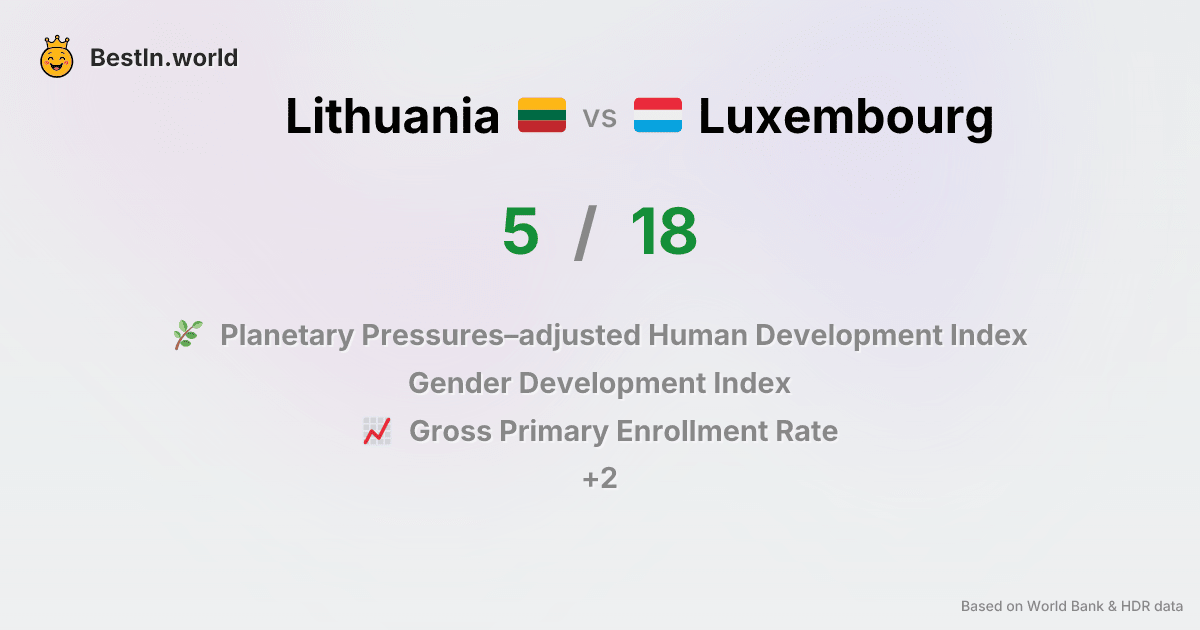 BestIn.world
Lithuania vs Luxembourg
5 / 18
Planetary Pressures–adjusted Human Development Index
Gender Development Index
Gross Primary Enrollment Rate
+2
Based on World Bank & HDR data